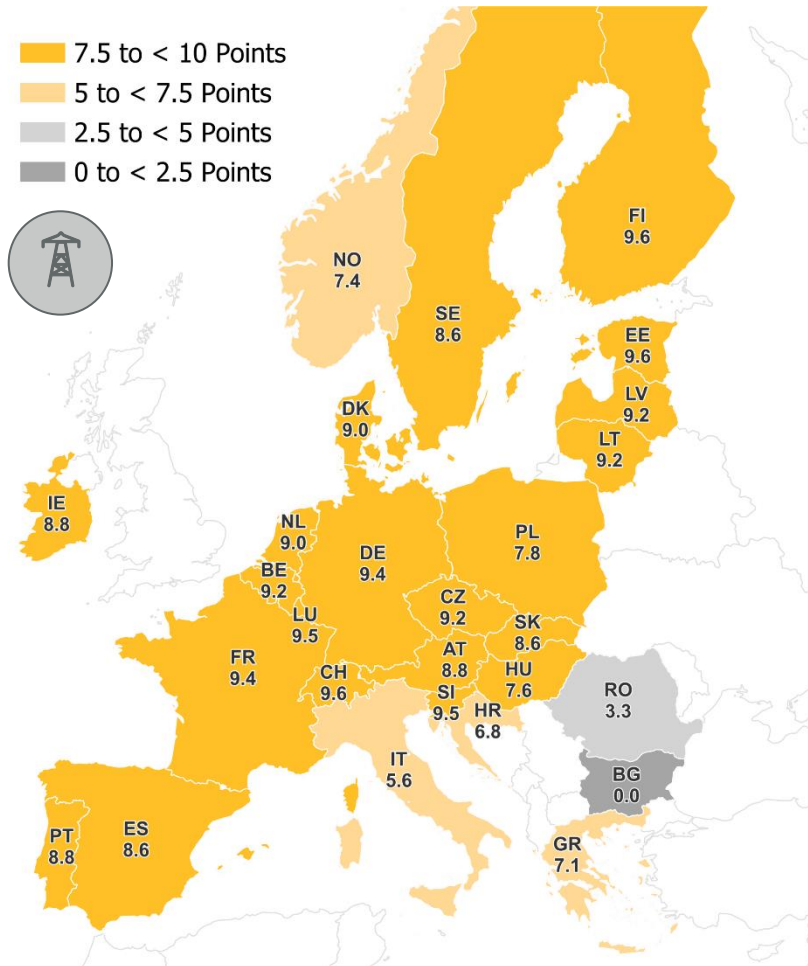 7.5 to < 10 Points
5 to < 7.5 Points
2.5 to < 5 Points
0 to < 2.5 Points
FI
9.6
NO
7.4
SE
8.6
EE
9.6
LV
9.2
DK
9.0
LT
9.2
IE
8.8
NL
9.0
DE
9.4
PL
7.8
BE
9.2
CZ
9.2
LU
9.5
SK
8.6
FR
9.4
AT
8.8
CH
9.6
HU
7.6
SI
9.5
HR
6.8
RO
3.3
IT
5.6
BG
0.0
PT
8.8
ES
8.6
GR
7.1